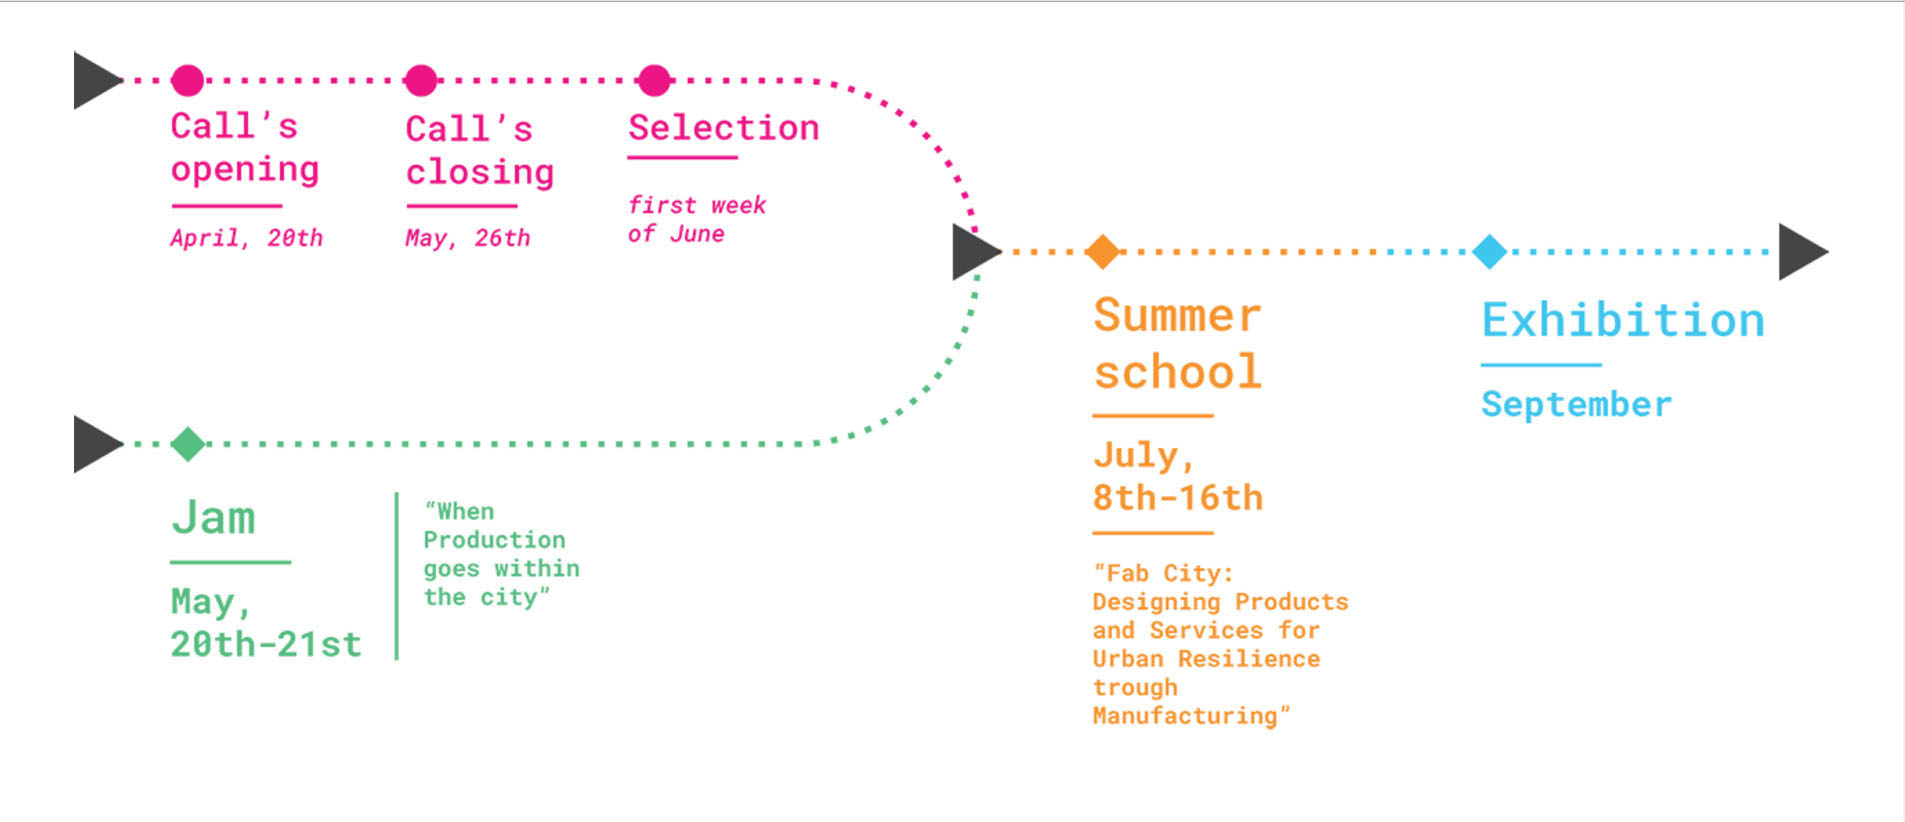 Call’s
opening
April, 20th
Call’s
closing
May, 26th
Selection
first week
of June
Jam
May,
20th-21st
“When
Production
goes within
the city”
Summer
school
July,
8th-16th
“Fab City:
Designing Products
and Services for
Urban Resilience
trough
Manufacturing”
Exhibition
September